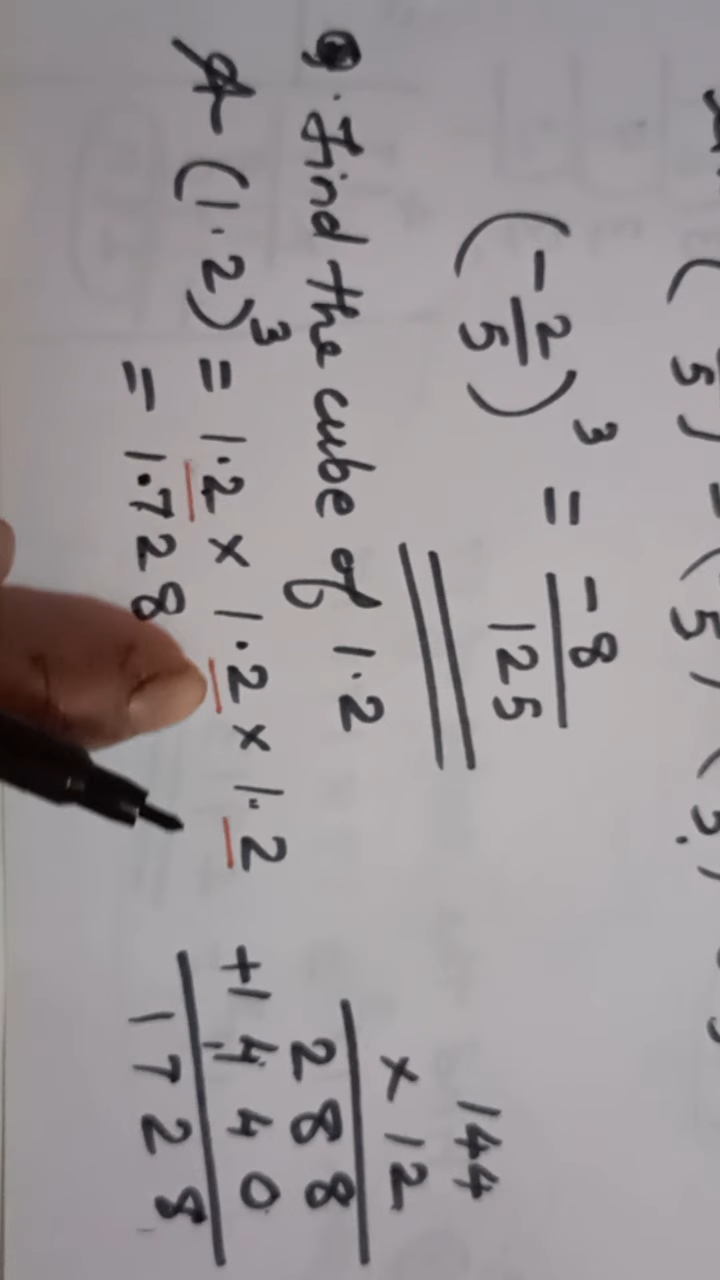 (-2/5)³ = -8/125
Q. Find the cube of 1.2
A (1.2)³ = 1.2 × 1.2 × 1.2
= 1.728
144
× 12
288
+1440
1728